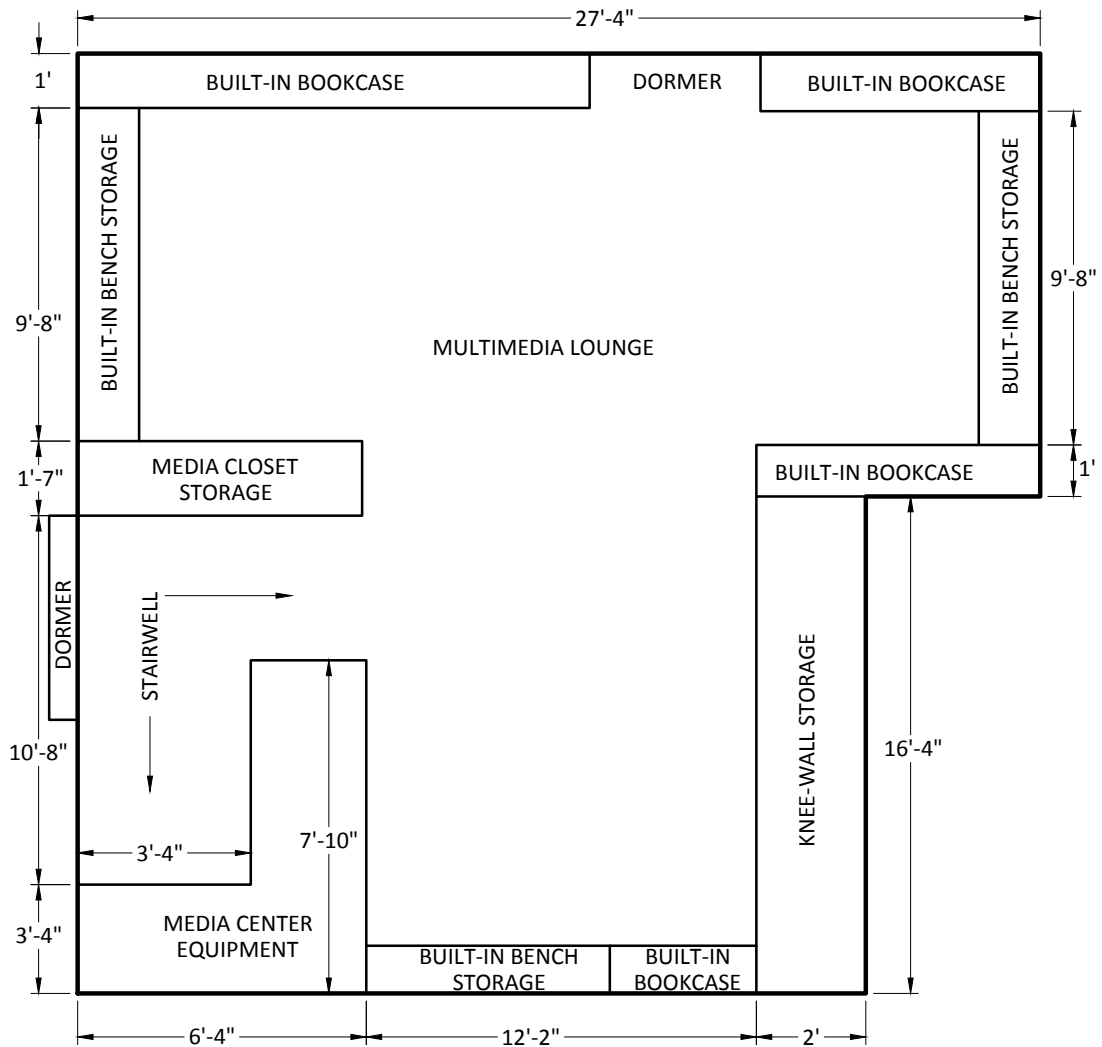 27'-4"
1'
BUILT-IN BOOKCASE
DORMER
BUILT-IN BOOKCASE
BUILT-IN BENCH STORAGE
BUILT-IN BENCH STORAGE
9'-8"
9'-8"
MULTIMEDIA LOUNGE
MEDIA CLOSET
STORAGE
1'-7"
BUILT-IN BOOKCASE
1'
DORMER
STAIRWELL
10'-8"
KNEE-WALL STORAGE
16'-4"
7'-10"
3'-4"
3'-4"
MEDIA CENTER
EQUIPMENT
BUILT-IN BENCH
STORAGE
BUILT-IN
BOOKCASE
6'-4"
12'-2"
2'